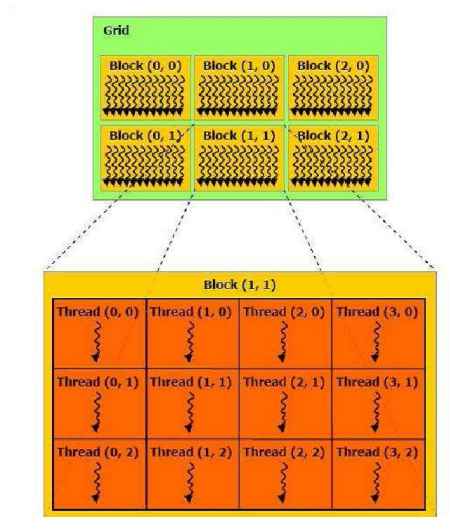 Grid
Block (0, 0) Block (1, 0) Block (2, 0)
Block (0, 1) Block (1, 1) Block (2, 1)
Block (1, 1)
Thread (0, 0) Thread (1, 0) Thread (2, 0) Thread (3, 0)
Thread (0, 1) Thread (1, 1) Thread (2, 1) Thread (3, 1)
Thread (0, 2) Thread (1, 2) Thread (2, 2) Thread (3, 2)